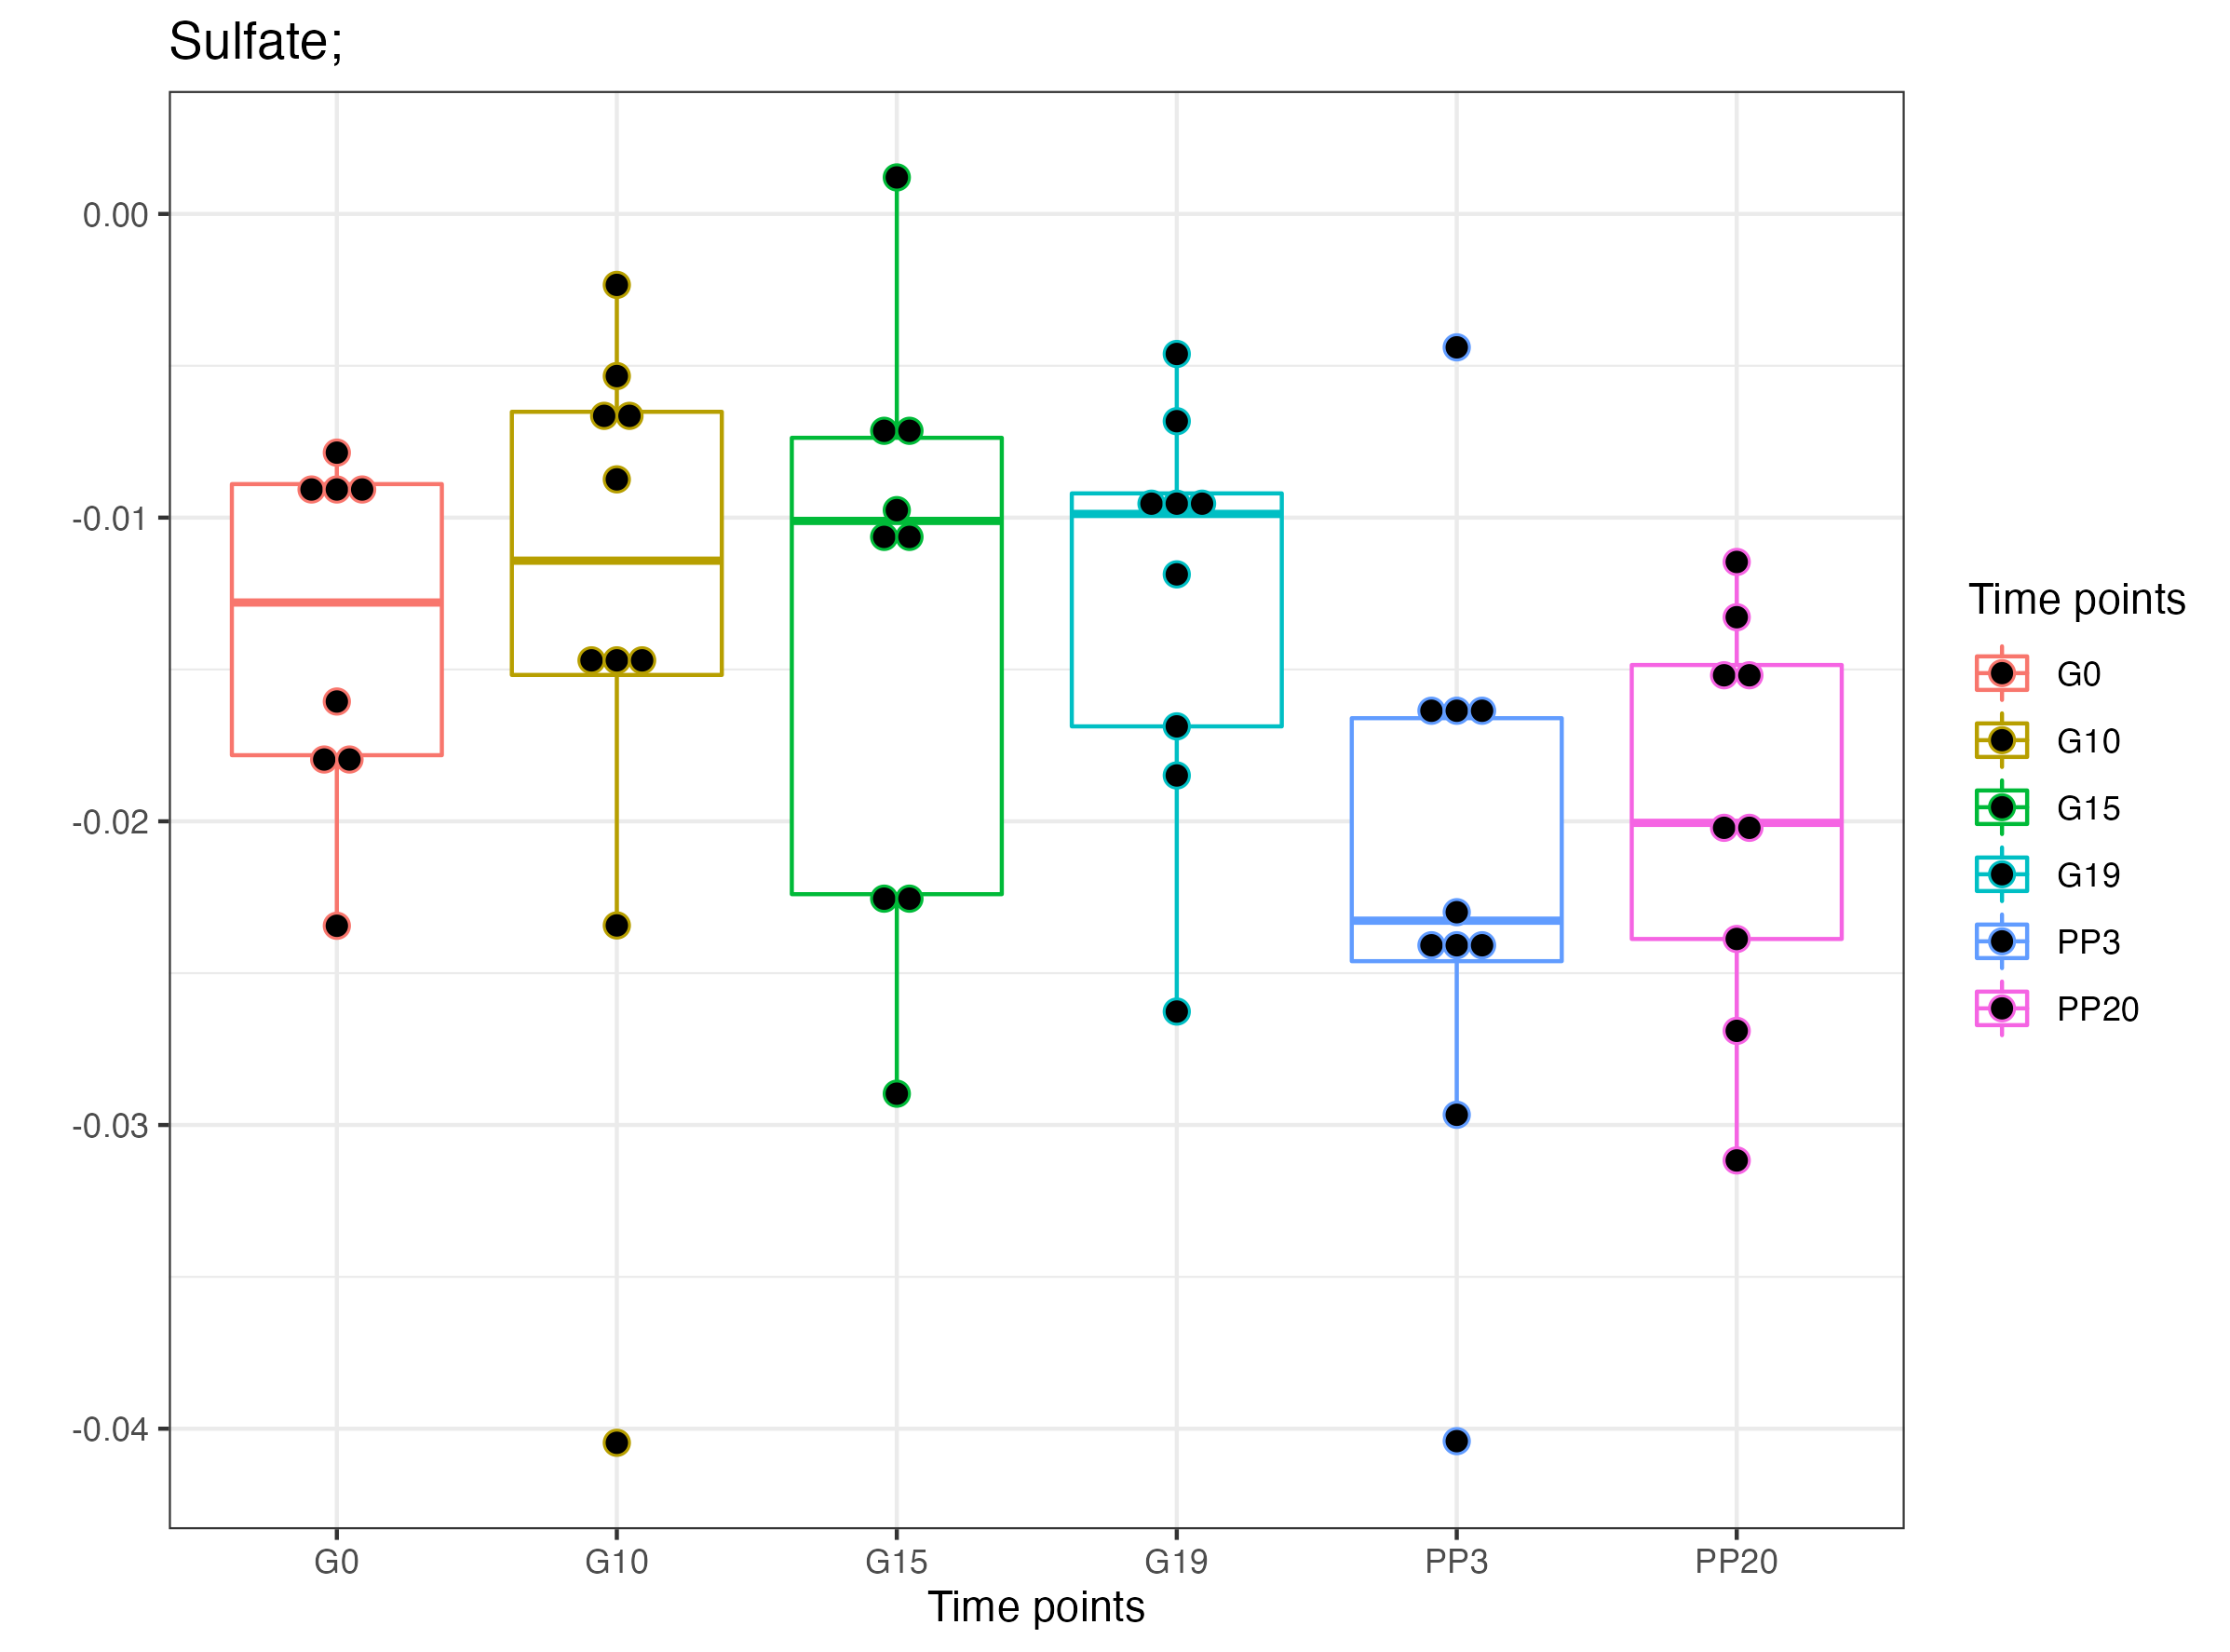 Sulfate;
0.00
-0.01
-0.02
-0.03
-0.04
G0 G10 G15 G19 PP3 PP20
Time points
Time points
G0
G10
G15
G19
PP3
PP20